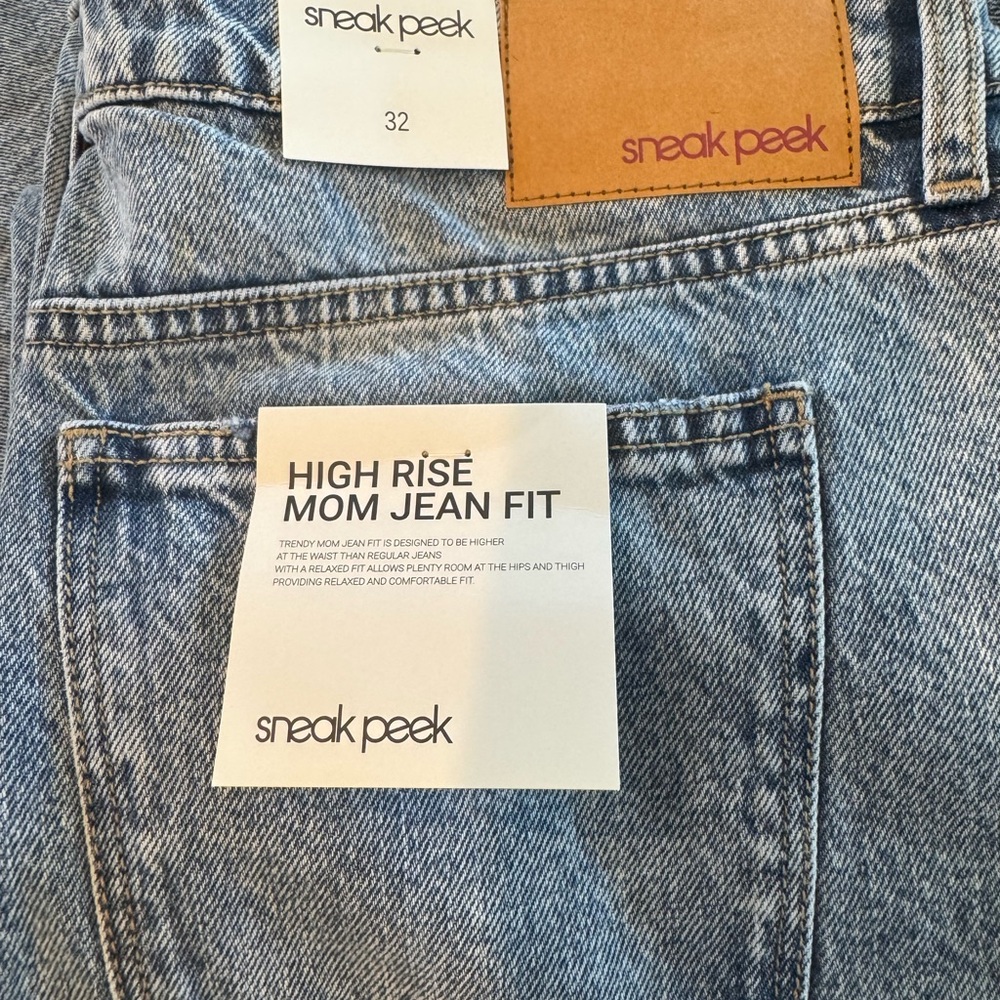 sneak peek
32
sneak peek
HIGH RISE
MOM JEAN FIT
TRENDY MOM JEAN FIT IS DESIGNED TO BE HIGHER
AT THE WAIST THAN REGULAR JEANS
WITH A RELAXED FIT ALLOWS PLENTY ROOM AT THE HIPS AND THIGH
PROVIDING RELAXED AND COMFORTABLE FIT.
sneak peek